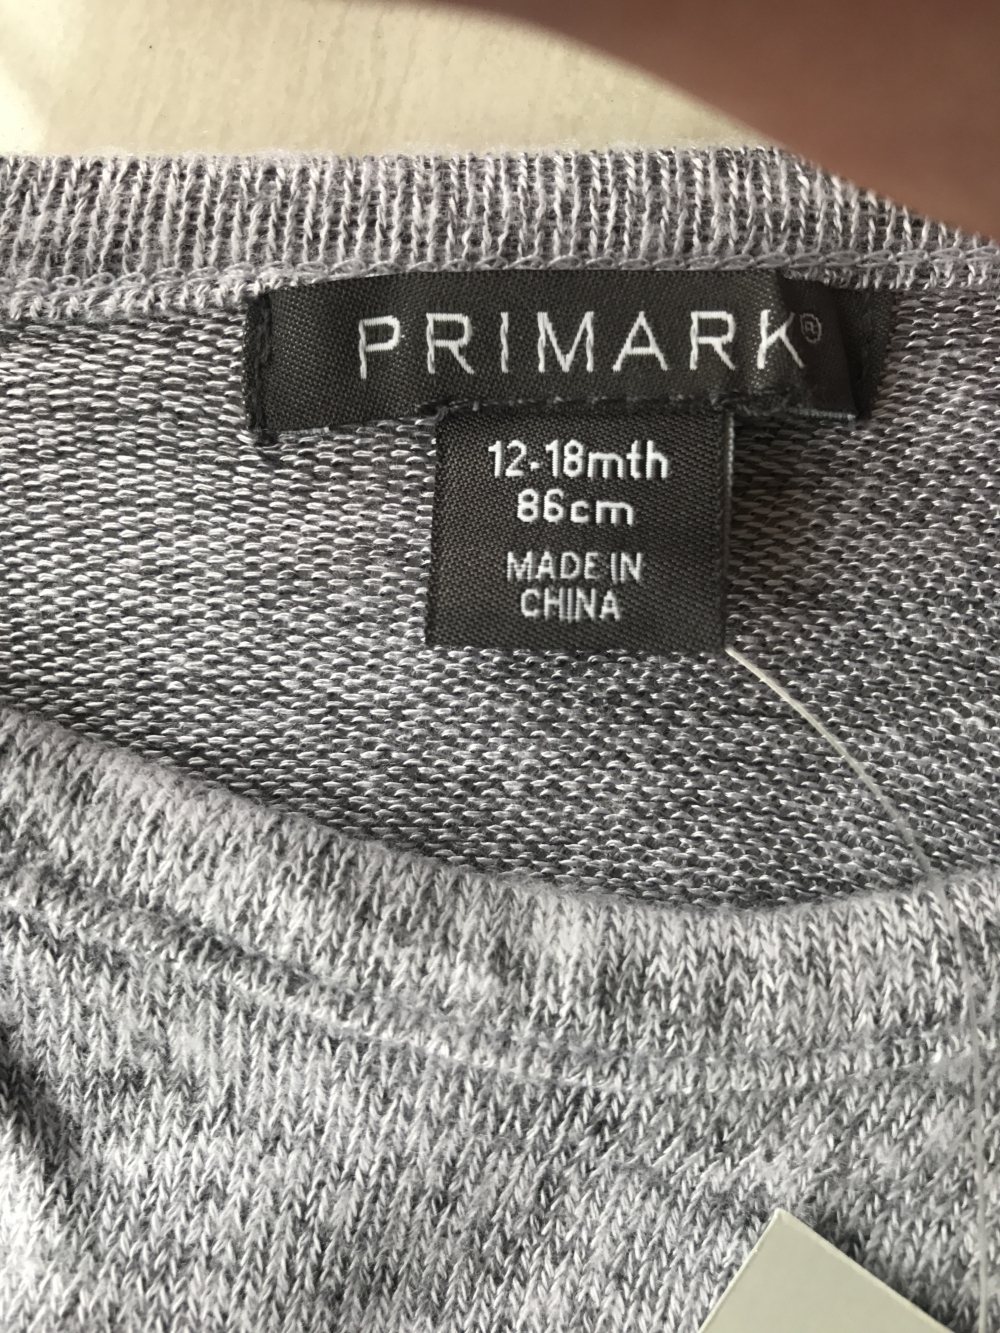 PRIMARK®
12-18mth
86cm
MADE IN
CHINA